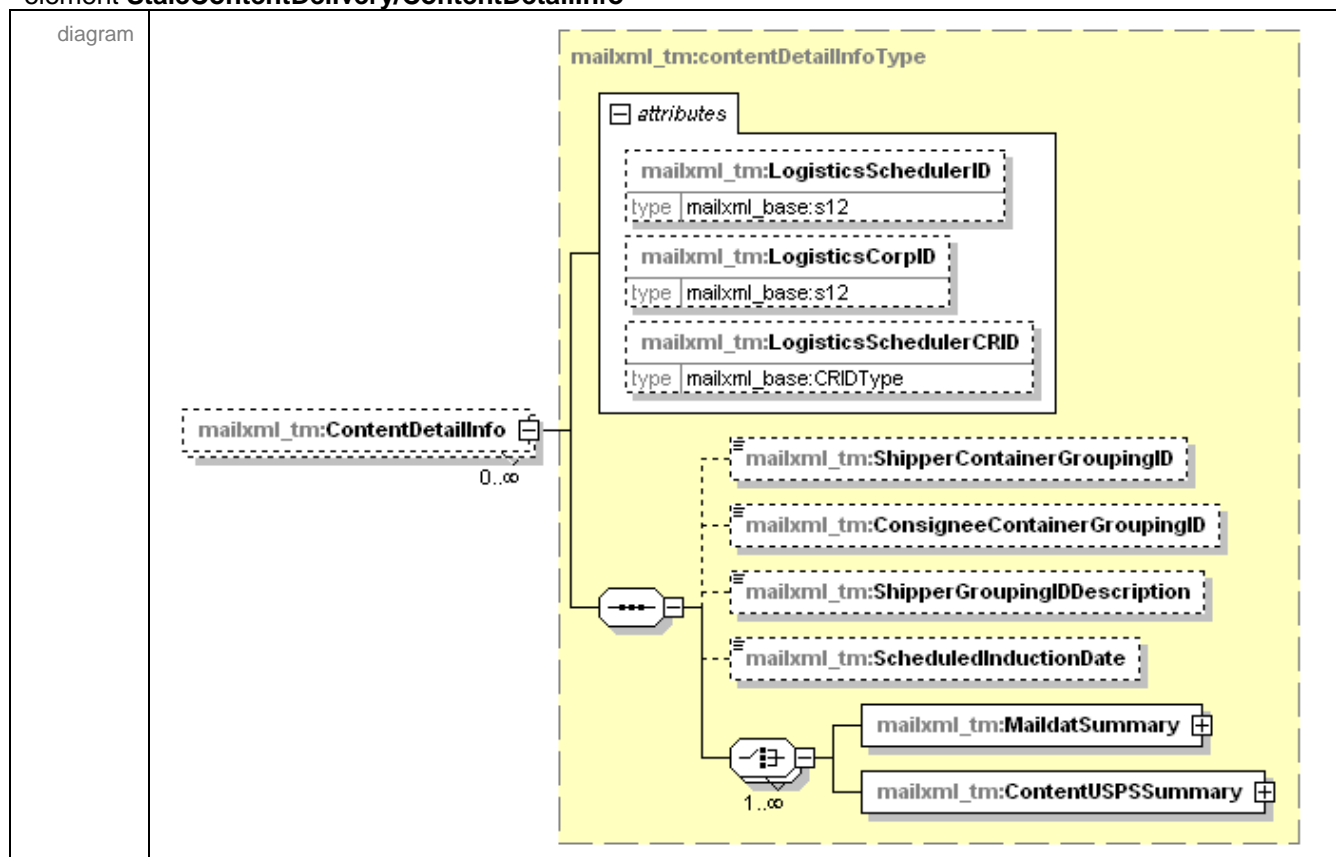 element StaleContentDelivery/ContentDetailInfo
diagram
mailxml_tm:contentDetailInfoType
attributes
mailxml_tm:LogisticsSchedulerID
type mailxml_base:s12
mailxml_tm:LogisticsCorpID
type mailxml_base:s12
mailxml_tm:LogisticsSchedulerCRID
type mailxml_base:CRIDType
mailxml_tm:ContentDetailInfo
0..∞
mailxml_tm:ShipperContainerGroupingID
mailxml_tm:ConsigneeContainerGroupingID
mailxml_tm:ShipperGroupingIDDescription
mailxml_tm:ScheduledInductionDate
mailxml_tm:MaildatSummary
1..∞
mailxml_tm:ContentUSPSSummary